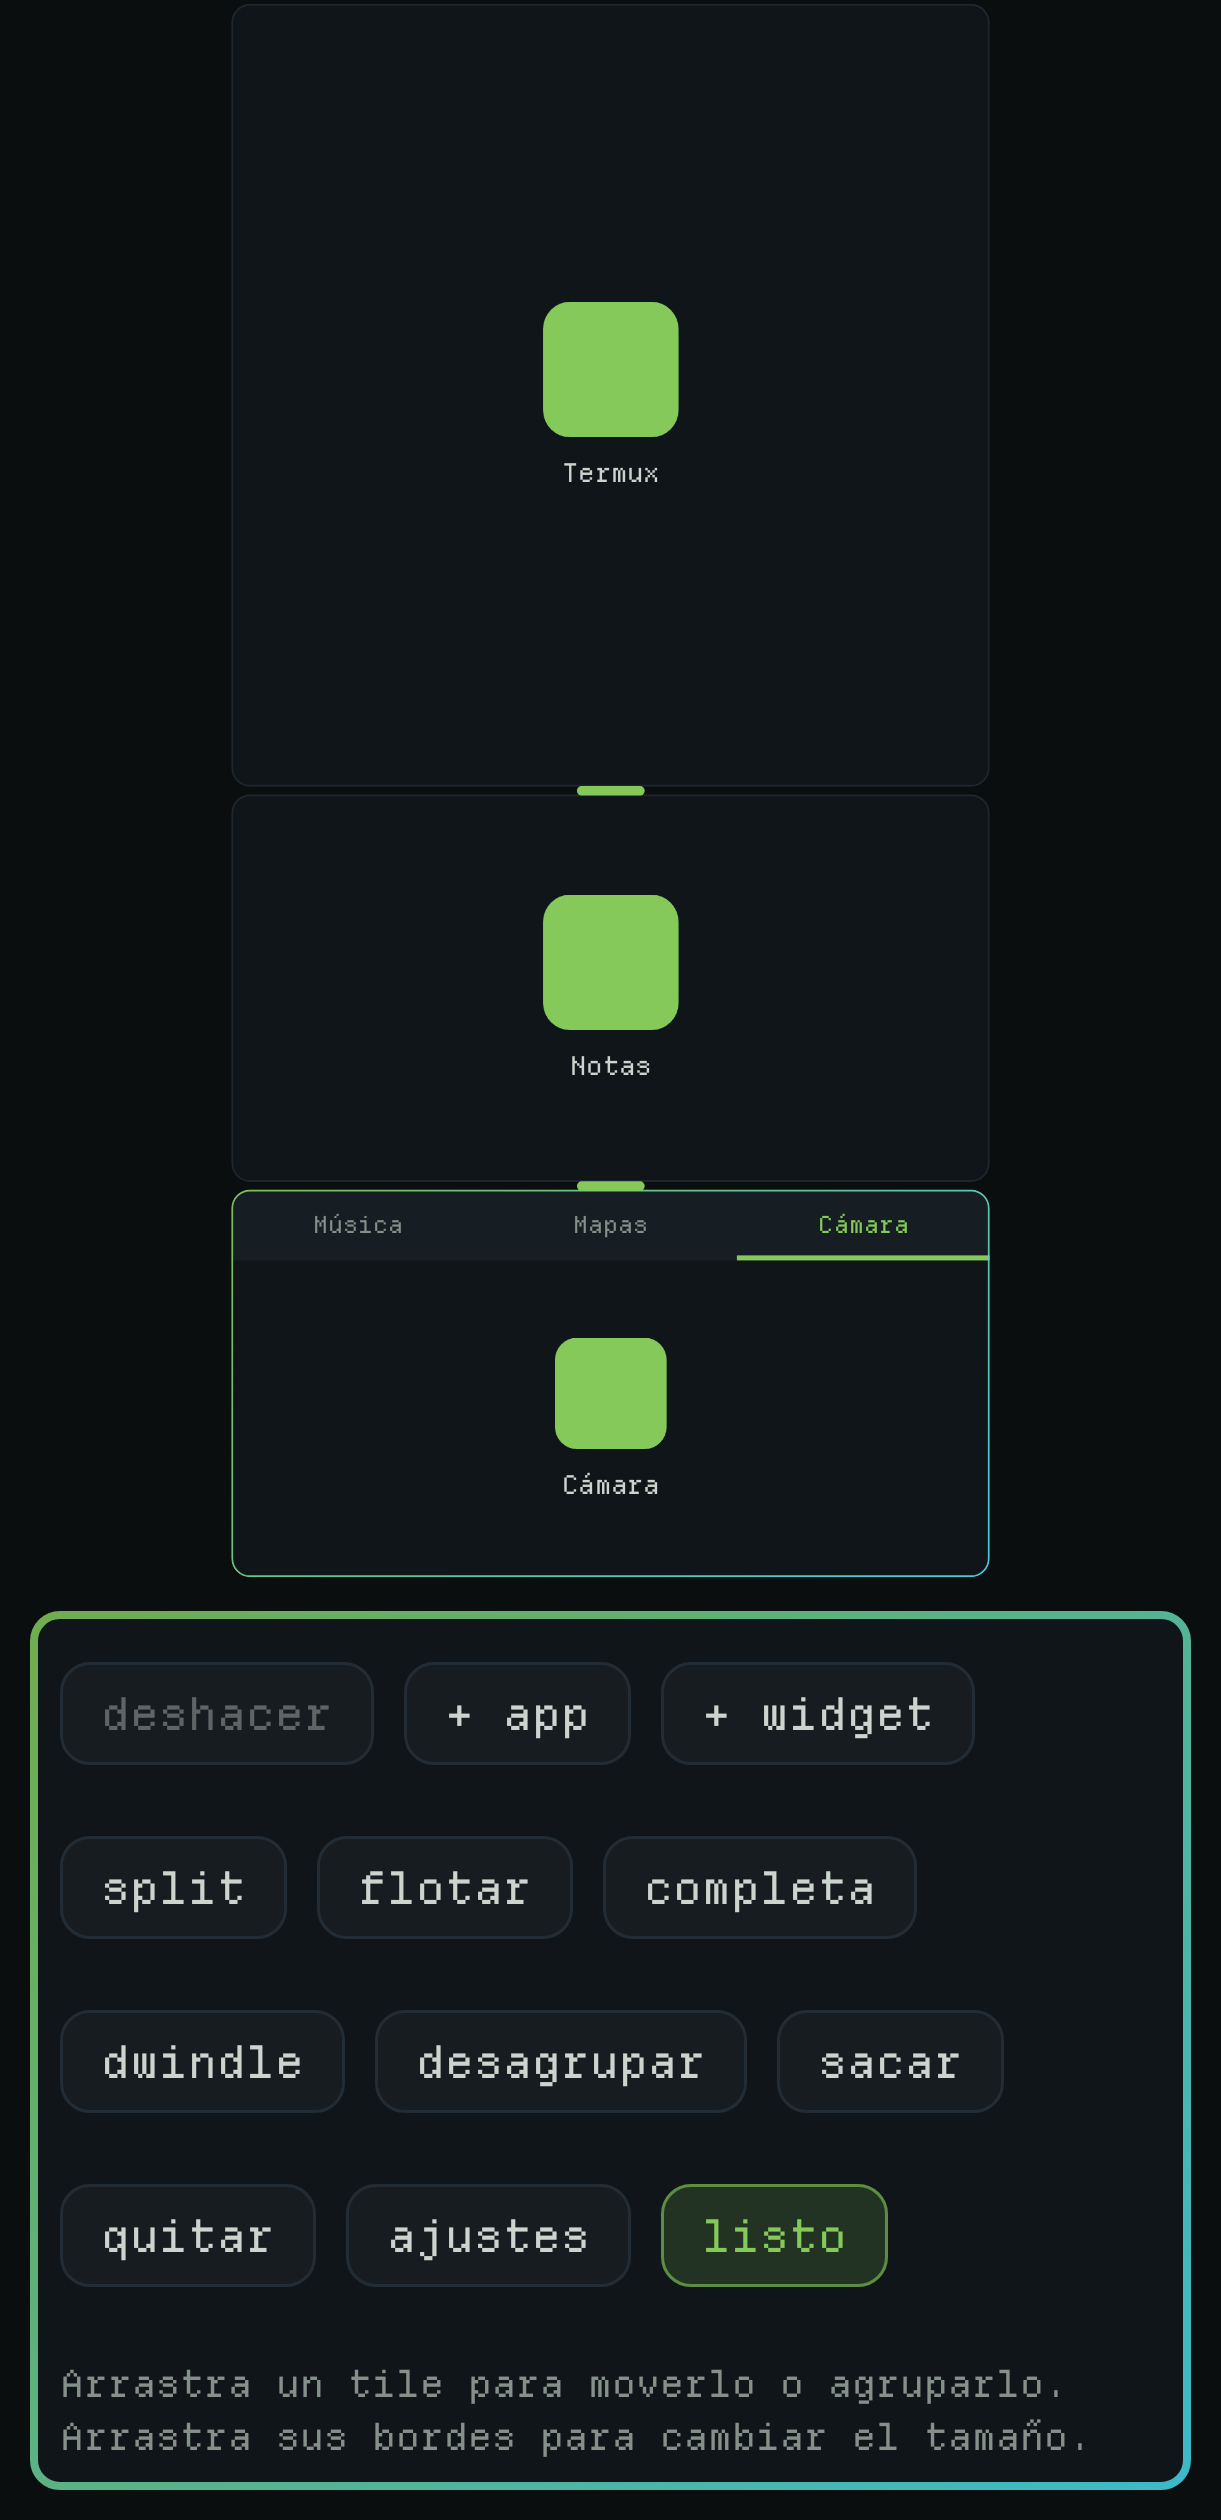 Termux
Notas
Música Mapas Cámara
Cámara
deshacer + app + widget
split flotar completa
dwindle desagrupar sacar
quitar ajustes listo
Arrastra un tile para moverlo o agruparlo.
Arrastra sus bordes para cambiar el tamaño.